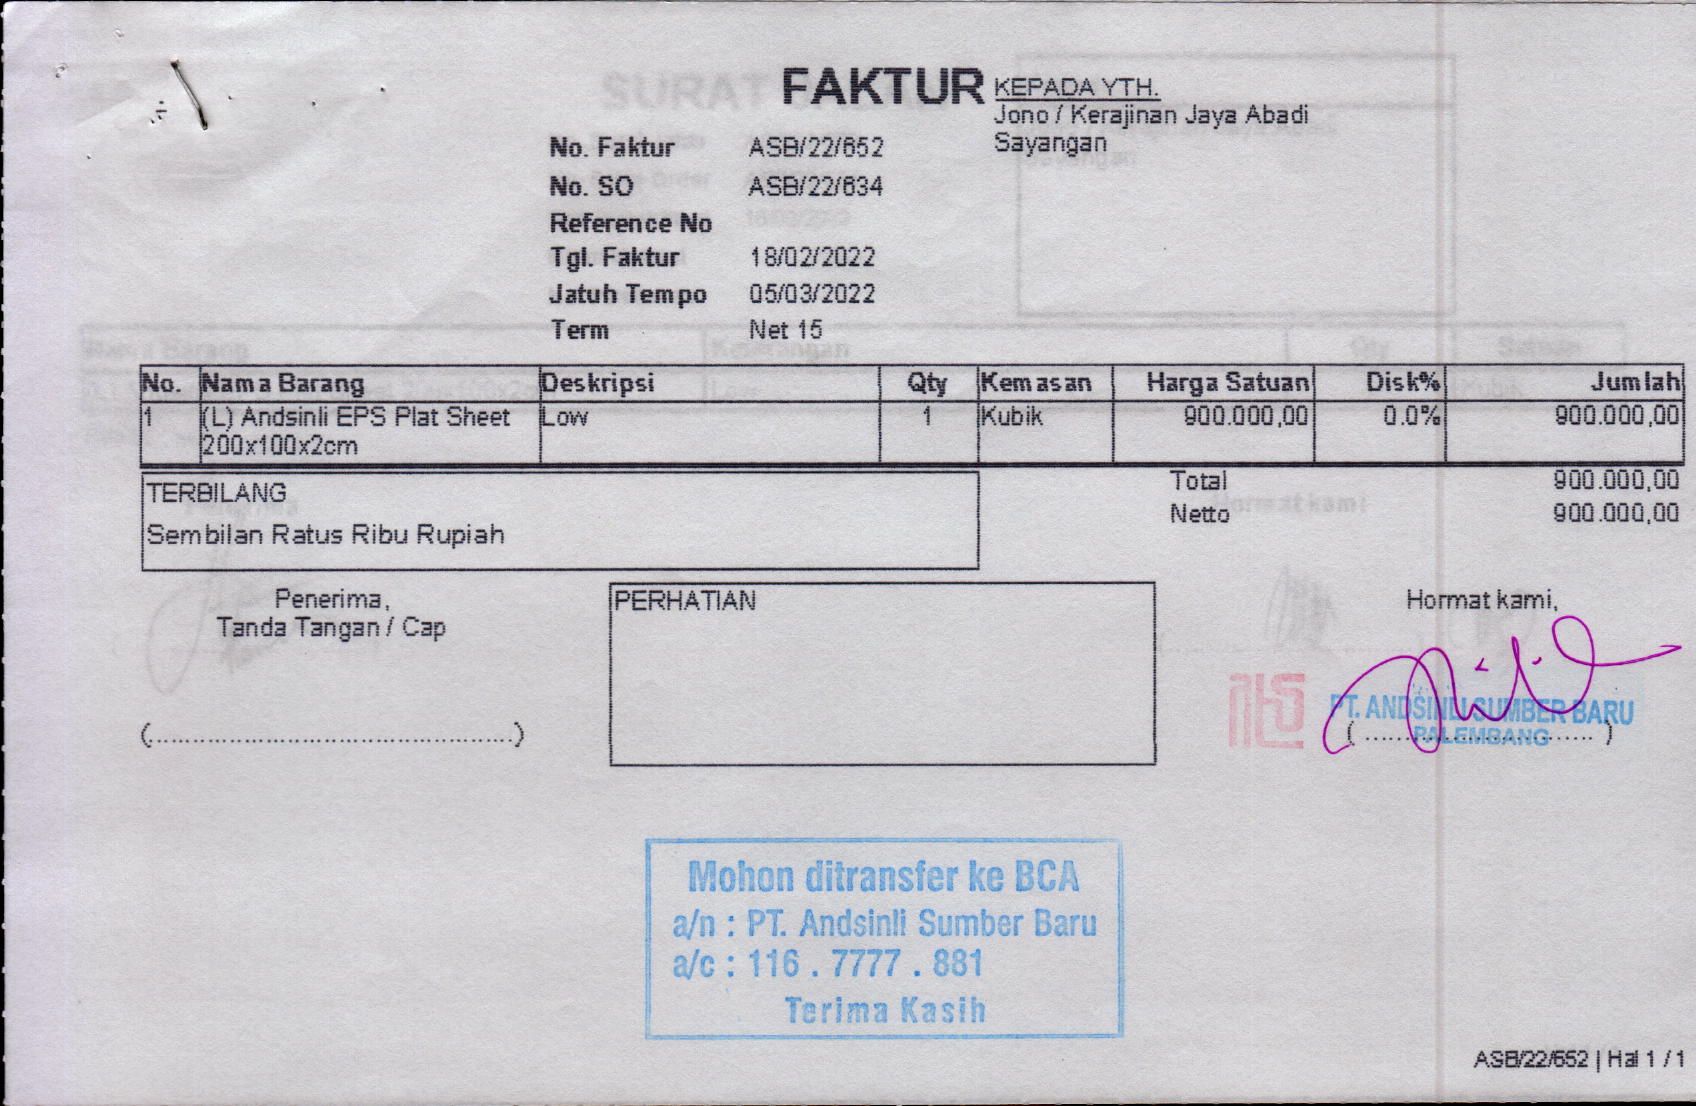 FAKTUR
KEPADA YTH.
Jono / Kerajinan Jaya Abadi
Sayangan
No. Faktur ASB/22/652
No. SO ASB/22/634
Reference No
Tgl. Faktur 18/02/2022
Jatuh Tempo 05/03/2022
Term Net 15
No. Nama Barang Deskripsi Qty Kemasan Harga Satuan Disk% Jumlah
1 (L) Andsinli EPS Plat Sheet Low 1 Kubik 900.000,00 0.0% 900.000,00
200x100x2cm
Total 900.000,00
Netto 900.000,00
TERBILANG
Sembilan Ratus Ribu Rupiah
Penerima,
Tanda Tangan / Cap
(................................................)
PERHATIAN
Hormat kami,
PT. ANDSINLI SUMBER BARU
PALEMBANG
(..............................)
Mohon ditransfer ke BCA
a/n : PT. Andsinli Sumber Baru
a/c : 116 . 7777 . 881
Terima Kasih
ASB/22/652 | Hal 1 / 1